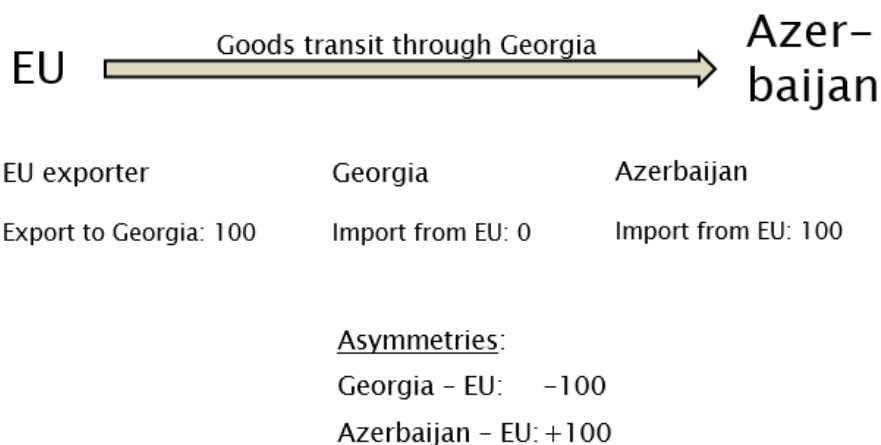 EU
Goods transit through Georgia
Azer-
baijan
EU exporter
Georgia
Azerbaijan
Export to Georgia: 100
Import from EU: 0
Import from EU: 100
Asymmetries:
Georgia – EU: -100
Azerbaijan – EU: +100